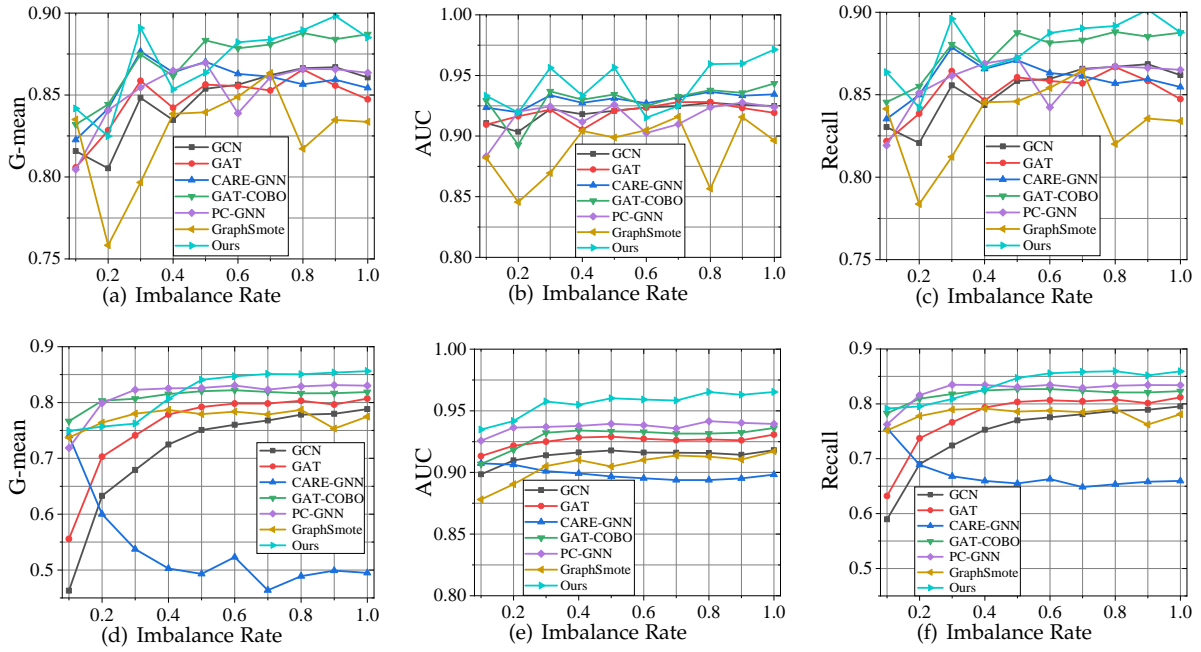 G-mean
0.90
0.85
0.80
0.75
0.2 0.4 0.6 0.8 1.0
GCN
GAT
CARE-GNN
GAT-COBO
PC-GNN
GraphSmote
Ours
(a) Imbalance Rate
AUC
1.00
0.95
0.90
0.85
0.80
0.2 0.4 0.6 0.8 1.0
GCN
GAT
CARE-GNN
GAT-COBO
PC-GNN
GraphSmote
Ours
(b) Imbalance Rate
Recall
0.90
0.85
0.80
0.75
0.2 0.4 0.6 0.8 1.0
GCN
GAT
CARE-GNN
GAT-COBO
PC-GNN
GraphSmote
Ours
(c) Imbalance Rate
G-mean
0.9
0.8
0.7
0.6
0.5
0.2 0.4 0.6 0.8 1.0
GCN
GAT
CARE-GNN
GAT-COBO
PC-GNN
GraphSmote
Ours
(d) Imbalance Rate
AUC
1.00
0.95
0.90
0.85
0.80
0.2 0.4 0.6 0.8 1.0
GCN
GAT
CARE-GNN
GAT-COBO
PC-GNN
GraphSmote
Ours
(e) Imbalance Rate
Recall
0.9
0.8
0.7
0.6
0.5
0.2 0.4 0.6 0.8 1.0
GCN
GAT
CARE-GNN
GAT-COBO
PC-GNN
GraphSmote
Ours
(f) Imbalance Rate